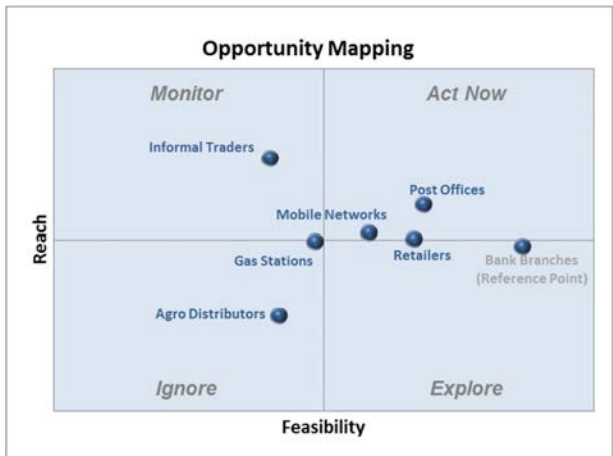 Opportunity Mapping
Monitor
Act Now
Informal Traders
Post Offices
Mobile Networks
Reach
Gas Stations
Retailers
Bank Branches
(Reference Point)
Agro Distributors
Ignore
Explore
Feasibility